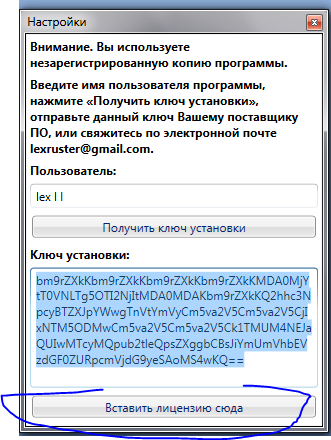 Настройки
Внимание. Вы используете
незарегистрированную копию программы.
Введите имя пользователя программы,
нажмите «Получить ключ установки»,
отправьте данный ключ Вашему поставщику
ПО, или свяжитесь по электронной почте
lexruster@gmail.com.
Пользователь:
lex l l
Получить ключ установки
Ключ установки:
bm9rZXkKbm9rZXkKbm9rZXkKbm9rZXkKMDA0MjY
tT0VNLTg5OTI2NjItMDA0MDAKbm9rZXkKQ2hhc3N
pcyBTZXJpYWwgTnVtYmVyCm5va2V5Cm5va2V5CjI
xNTM5ODMwCm5va2V5Cm5va2V5Ck1TMUM4NEJa
QUIwMTcyMQpub2tleQpsZXggbCBsJiYmUmVhbEV
zdGF0ZURpcmVjdG9yeSAoMS4wKQ==
Вставить лицензию сюда